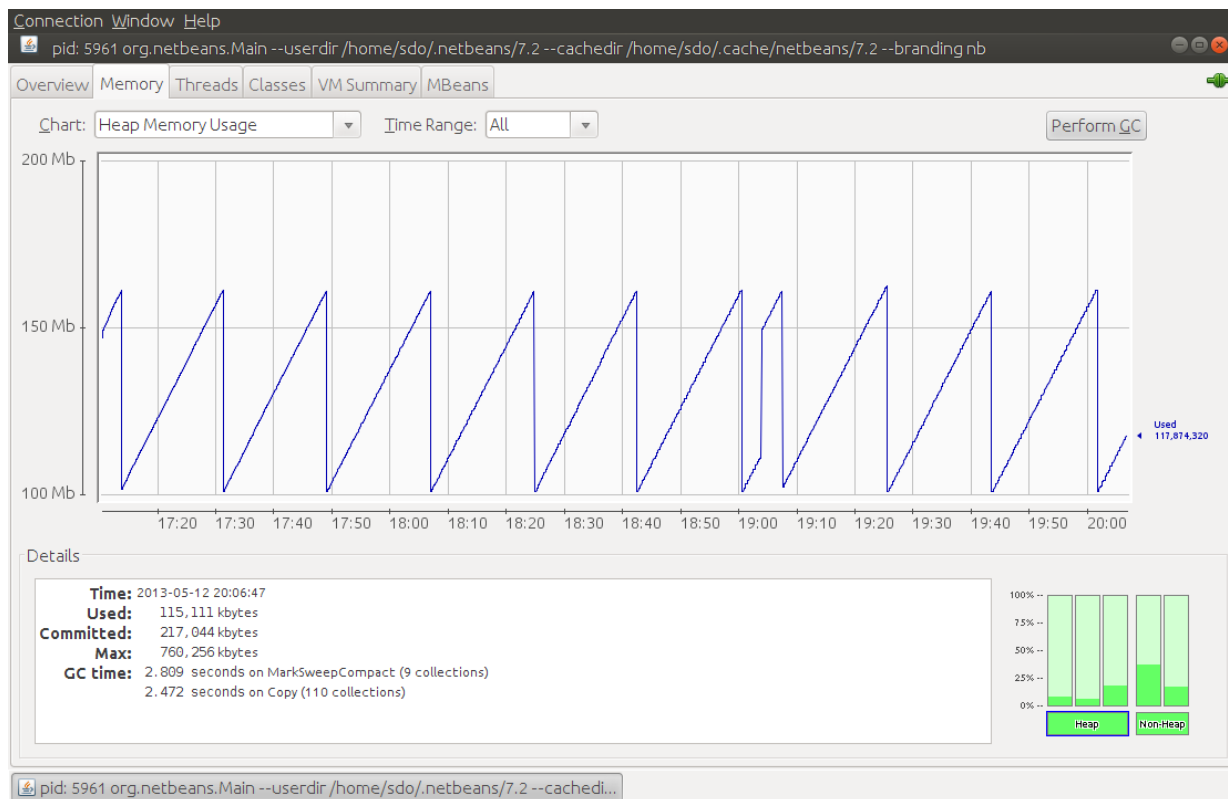 Connection Window Help
pid: 5961 org.netbeans.Main --userdir /home/sdo/.netbeans/7.2 --cachedir /home/sdo/.cache/netbeans/7.2 --branding nb
Overview Memory Threads Classes VM Summary MBeans
Chart: Heap Memory Usage Time Range: All Perform GC
200 Mb
150 Mb
Used
117,874,320
100 Mb
17:20 17:30 17:40 17:50 18:00 18:10 18:20 18:30 18:40 18:50 19:00 19:10 19:20 19:30 19:40 19:50 20:00
Details
Time: 2013-05-12 20:06:47
Used: 115,111 kbytes
Committed: 217,044 kbytes
Max: 760,256 kbytes
GC time: 2.809 seconds on MarkSweepCompact (9 collections)
2.472 seconds on Copy (110 collections)
100% --
75% --
50% --
25% --
0% --
Heap Non-Heap
pid: 5961 org.netbeans.Main --userdir /home/sdo/.netbeans/7.2 --cachedi...